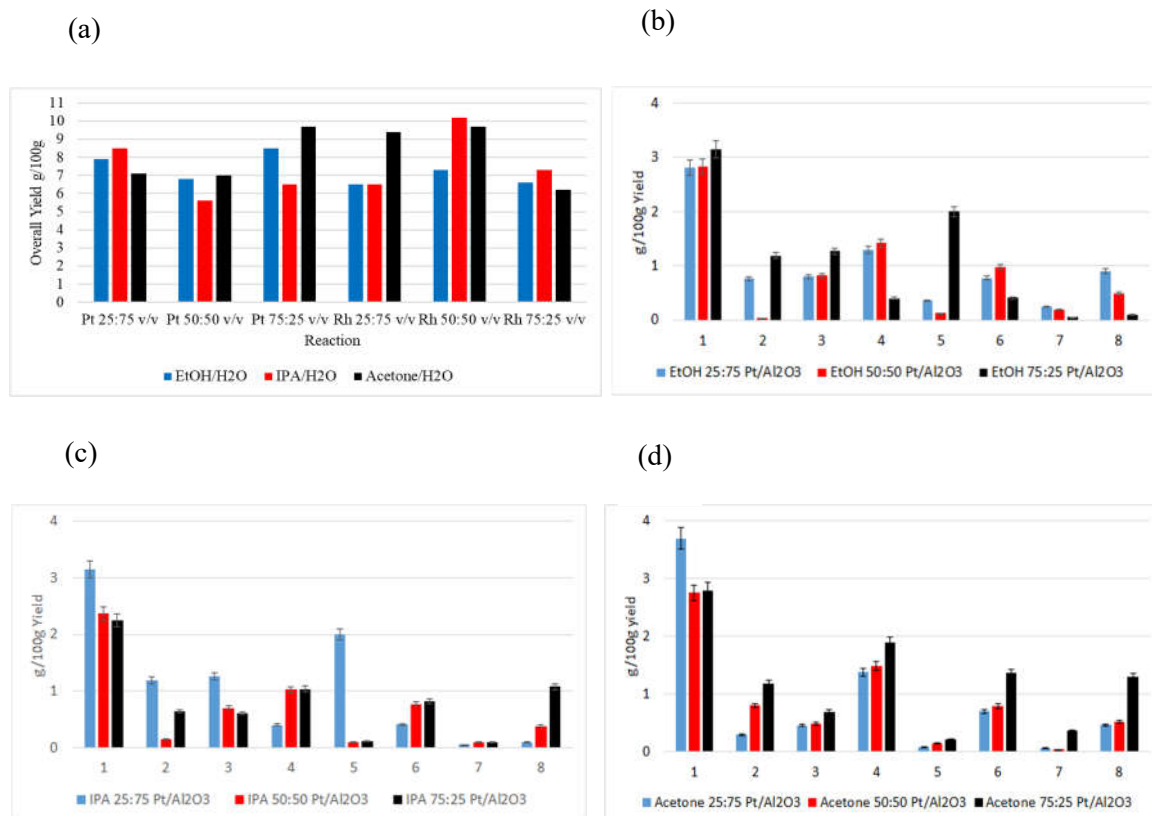 (a)
11
10
9
8
7
6
5
4
3
2
1
0
Overall Yield g/100g
Pt 25:75 v/v Pt 50:50 v/v Pt 75:25 v/v Rh 25:75 v/v Rh 50:50 v/v Rh 75:25 v/v
Reaction
EtOH/H2O IPA/H2O Acetone/H2O
(b)
4
3
2
1
0
g/100g Yield
1 2 3 4 5 6 7 8
EtOH 25:75 Pt/Al2O3 EtOH 50:50 Pt/Al2O3 EtOH 75:25 Pt/Al2O3
(c)
4
3
2
1
0
g/100g Yield
1 2 3 4 5 6 7 8
IPA 25:75 Pt/Al2O3 IPA 50:50 Pt/Al2O3 IPA 75:25 Pt/Al2O3
(d)
4
3
2
1
0
g/100g yield
1 2 3 4 5 6 7 8
Acetone 25:75 Pt/Al2O3 Acetone 50:50 Pt/Al2O3 Acetone 75:25 Pt/Al2O3